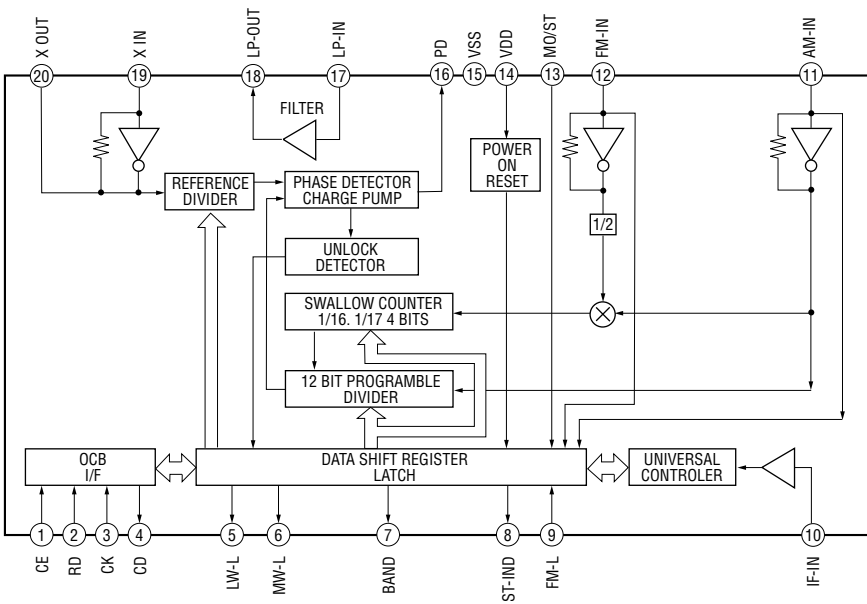 X OUT
X IN
LP-OUT
LP-IN
PD
VSS
VDD
MO/ST
FM-IN
AM-IN
20
19
18
17
16
15
14
13
12
11
FILTER
POWER
ON
RESET
REFERENCE
DIVIDER
PHASE DETECTOR
CHARGE PUMP
1/2
UNLOCK
DETECTOR
SWALLOW COUNTER
1/16. 1/17 4 BITS
12 BIT PROGRAMBLE
DIVIDER
OCB
I/F
DATA SHIFT REGISTER
LATCH
UNIVERSAL
CONTROLER
1
2
3
4
5
6
7
8
9
10
CE
RD
CK
CD
LW-L
MW-L
BAND
ST-IND
FM-L
IF-IN